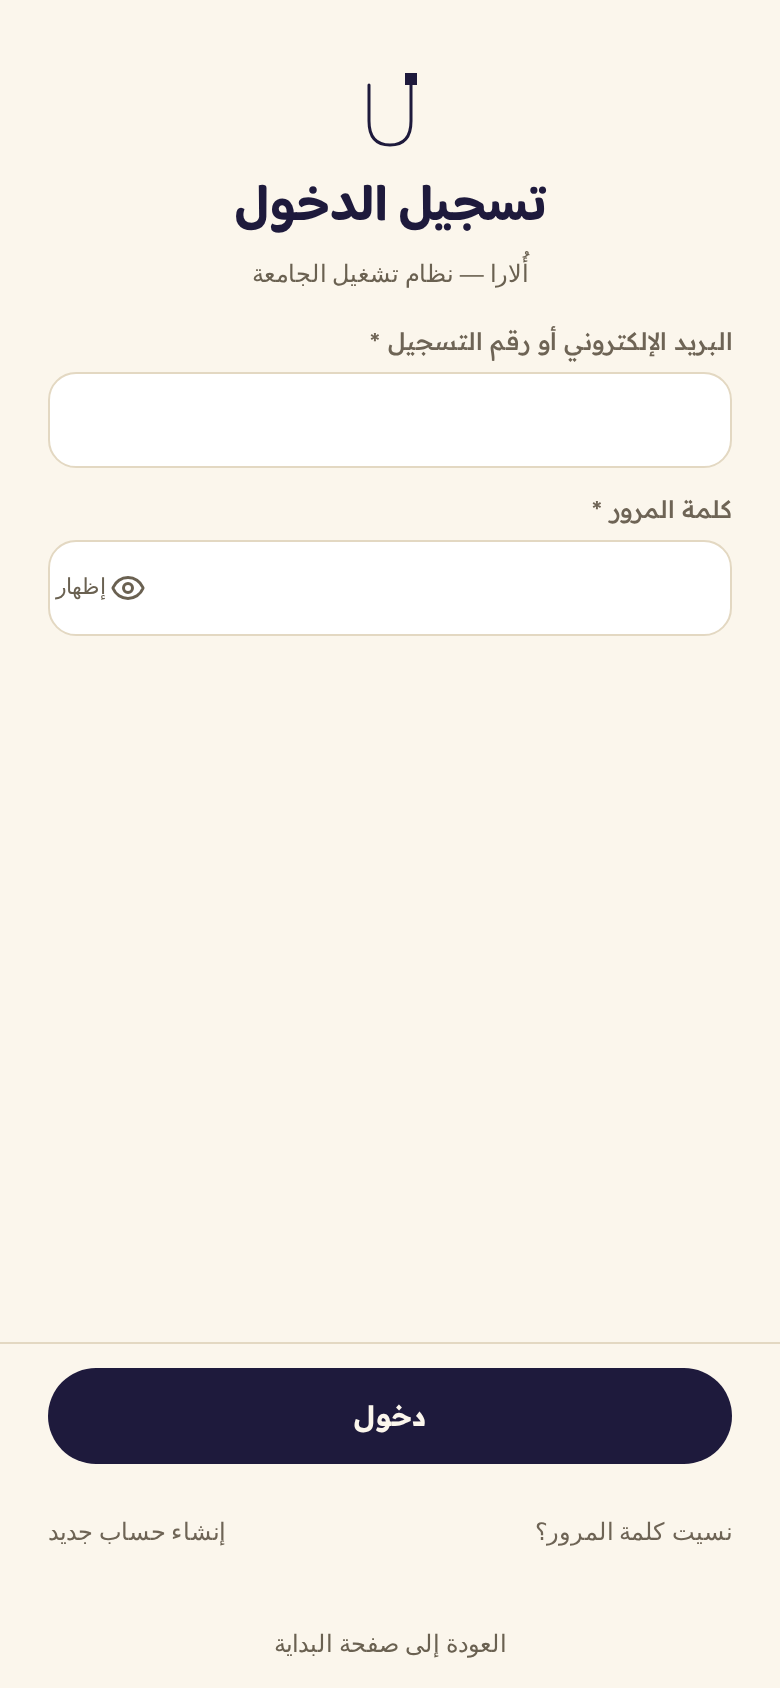 تسجيل الدخول
أُلارا — نظام تشغيل الجامعة
البريد الإلكتروني أو رقم التسجيل *
كلمة المرور *
إظهار
دخول
نسيت كلمة المرور؟
إنشاء حساب جديد
العودة إلى صفحة البداية